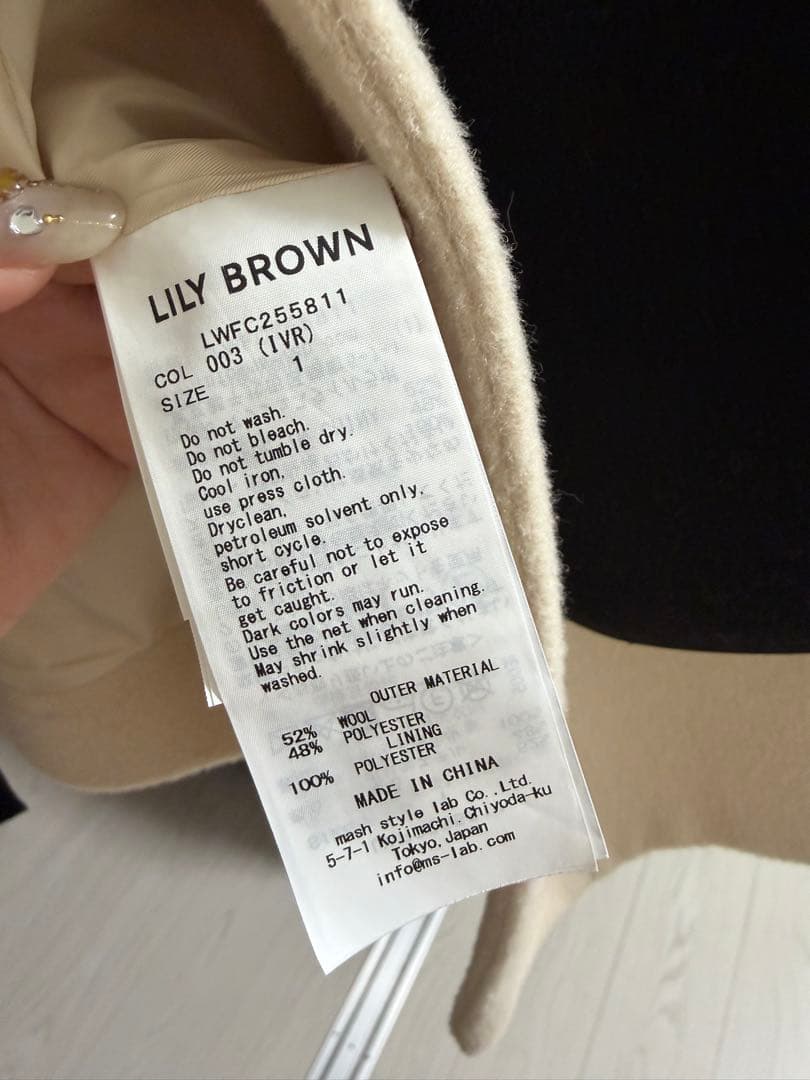 LILY BROWN
LWFC255811
COL 003 (IVR)
SIZE 1
Do not wash.
Do not bleach.
Do not tumble dry.
Cool iron,
use press cloth.
Dryclean,
petroleum solvent only,
short cycle.
Be careful not to expose
to friction or let it
get caught.
Dark colors may run.
Use the net when cleaning.
May shrink slightly when
washed.
OUTER MATERIAL
52% WOOL
48% POLYESTER
LINING
100% POLYESTER
MADE IN CHINA
mash style lab Co.,Ltd.
5-7-1 Kojimachi,Chiyoda-ku
Tokyo,Japan
info@ms-lab.com